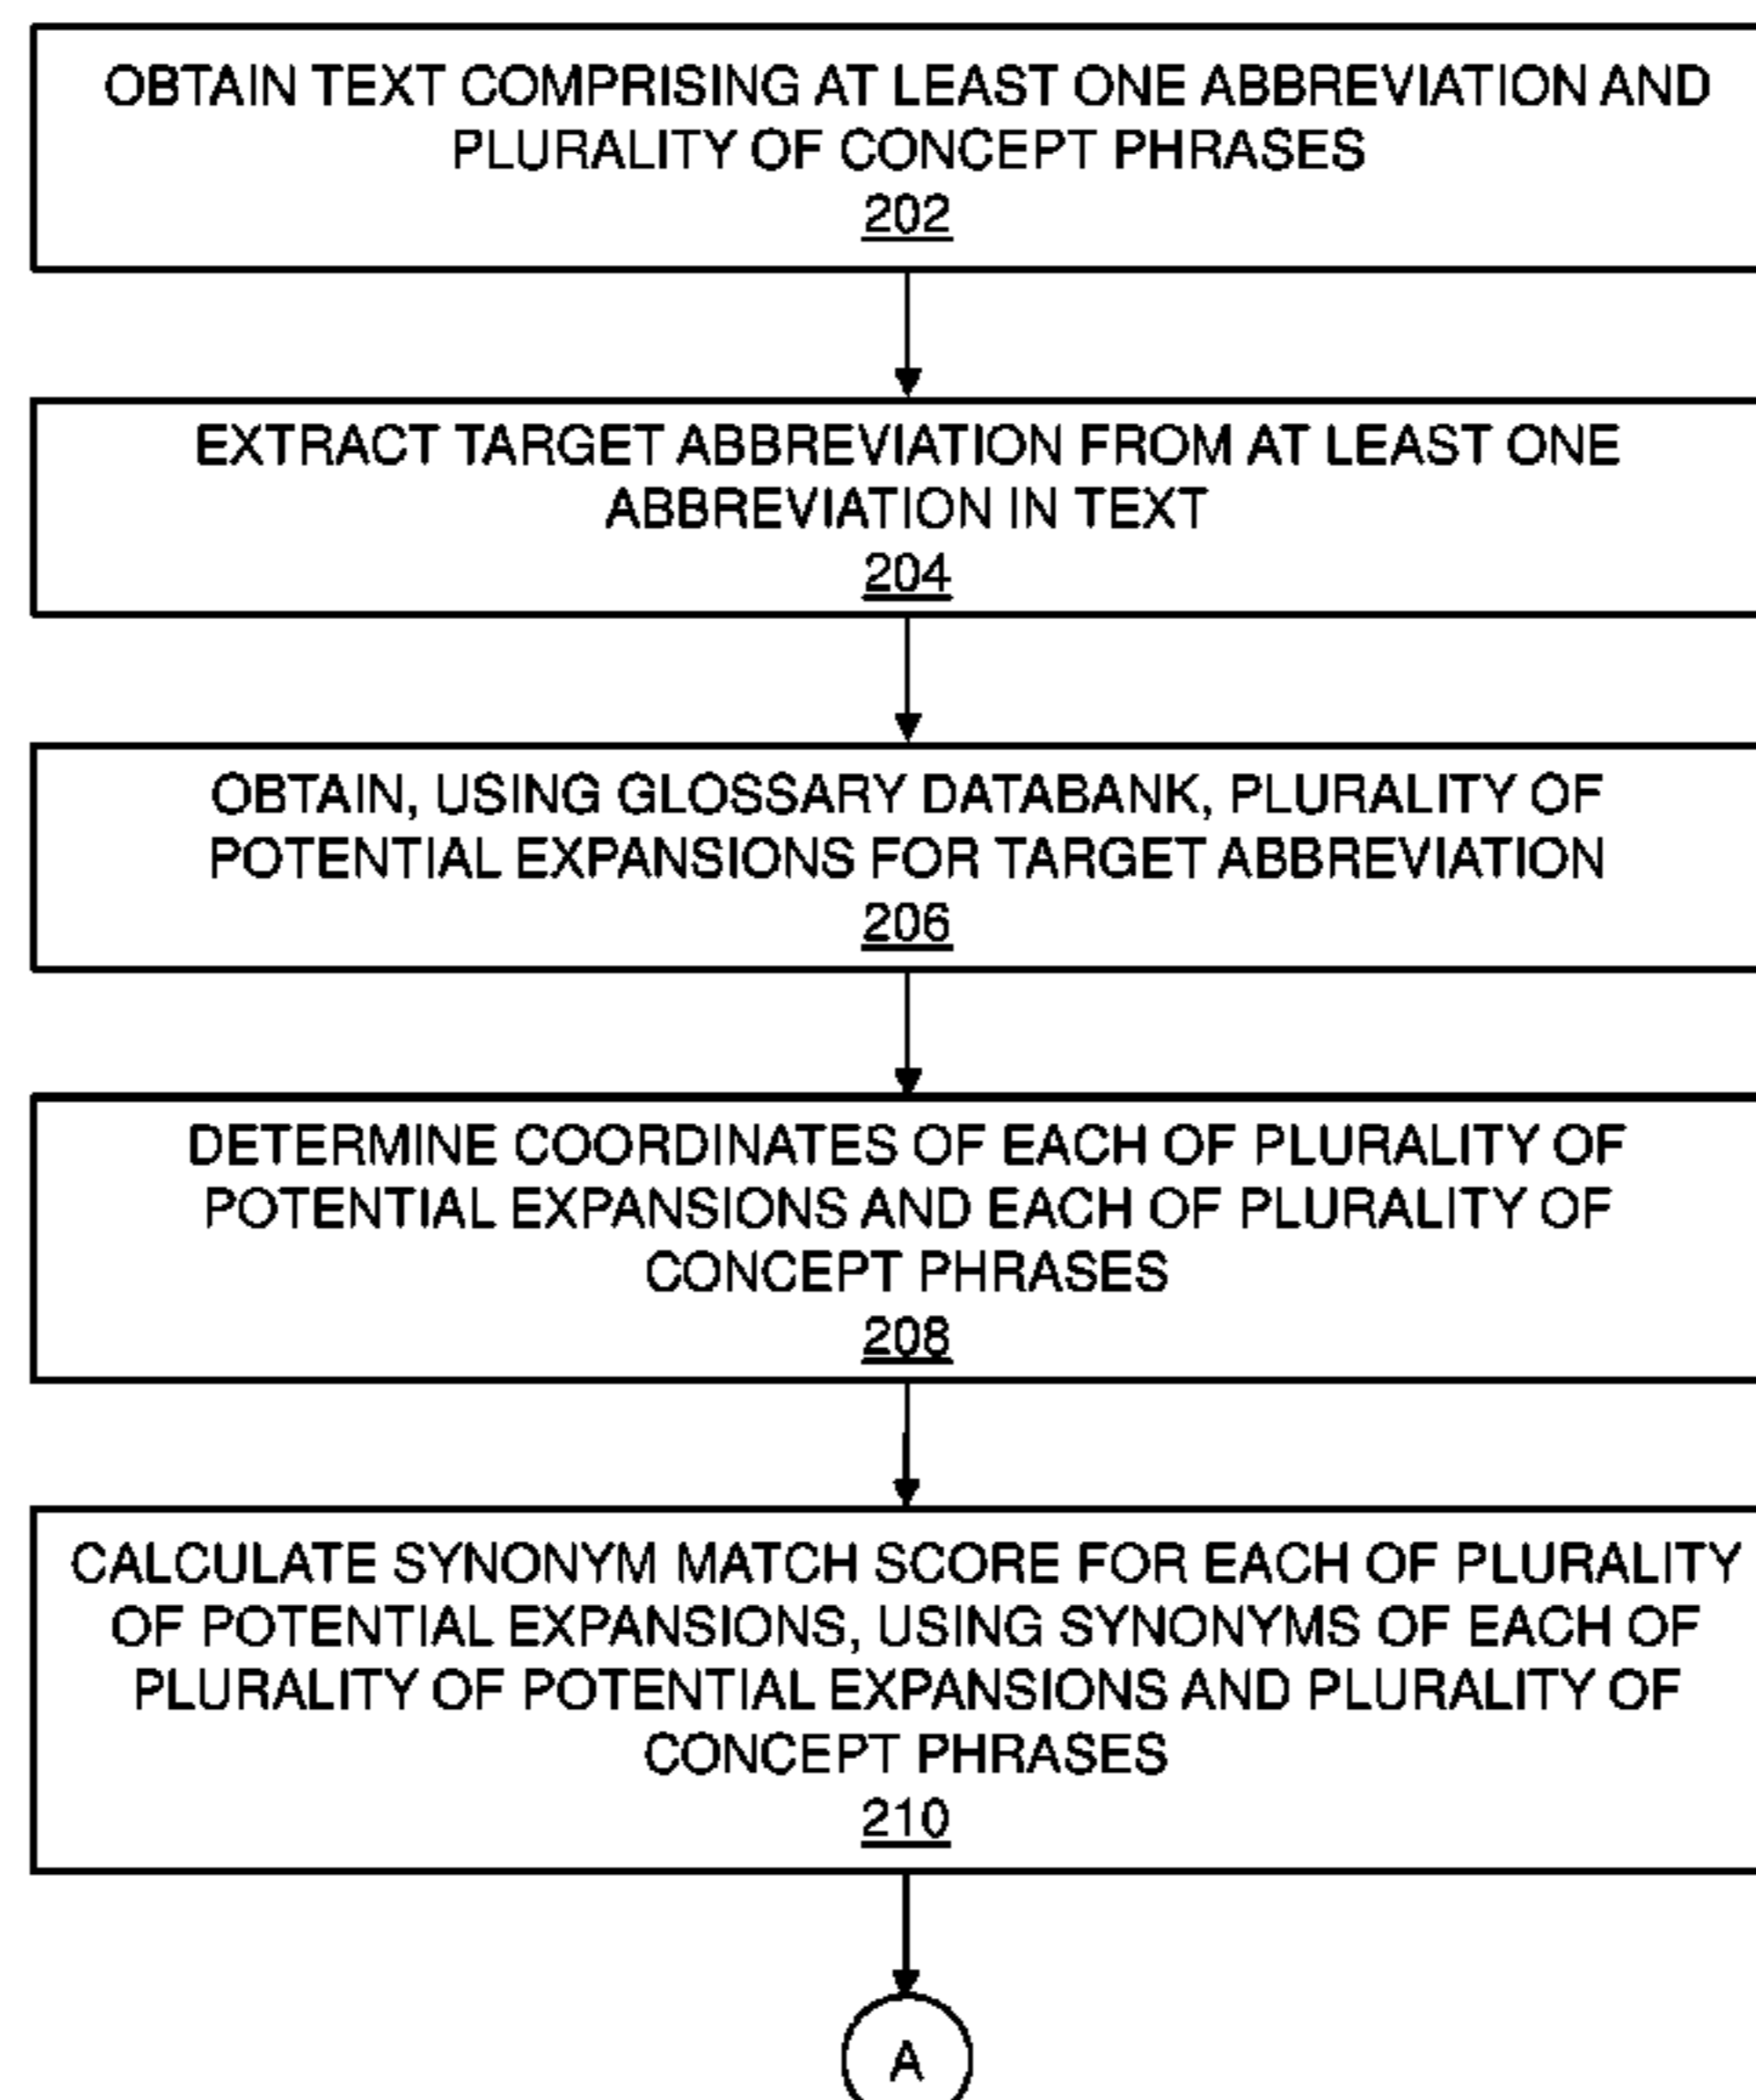 OBTAIN TEXT COMPRISING AT LEAST ONE ABBREVIATION AND
PLURALITY OF CONCEPT PHRASES
202
EXTRACT TARGET ABBREVIATION FROM AT LEAST ONE
ABBREVIATION IN TEXT
204
OBTAIN, USING GLOSSARY DATABANK, PLURALITY OF
POTENTIAL EXPANSIONS FOR TARGET ABBREVIATION
206
DETERMINE COORDINATES OF EACH OF PLURALITY OF
POTENTIAL EXPANSIONS AND EACH OF PLURALITY OF
CONCEPT PHRASES
208
CALCULATE SYNONYM MATCH SCORE FOR EACH OF PLURALITY
OF POTENTIAL EXPANSIONS, USING SYNONYMS OF EACH OF
PLURALITY OF POTENTIAL EXPANSIONS AND PLURALITY OF
CONCEPT PHRASES
210
A